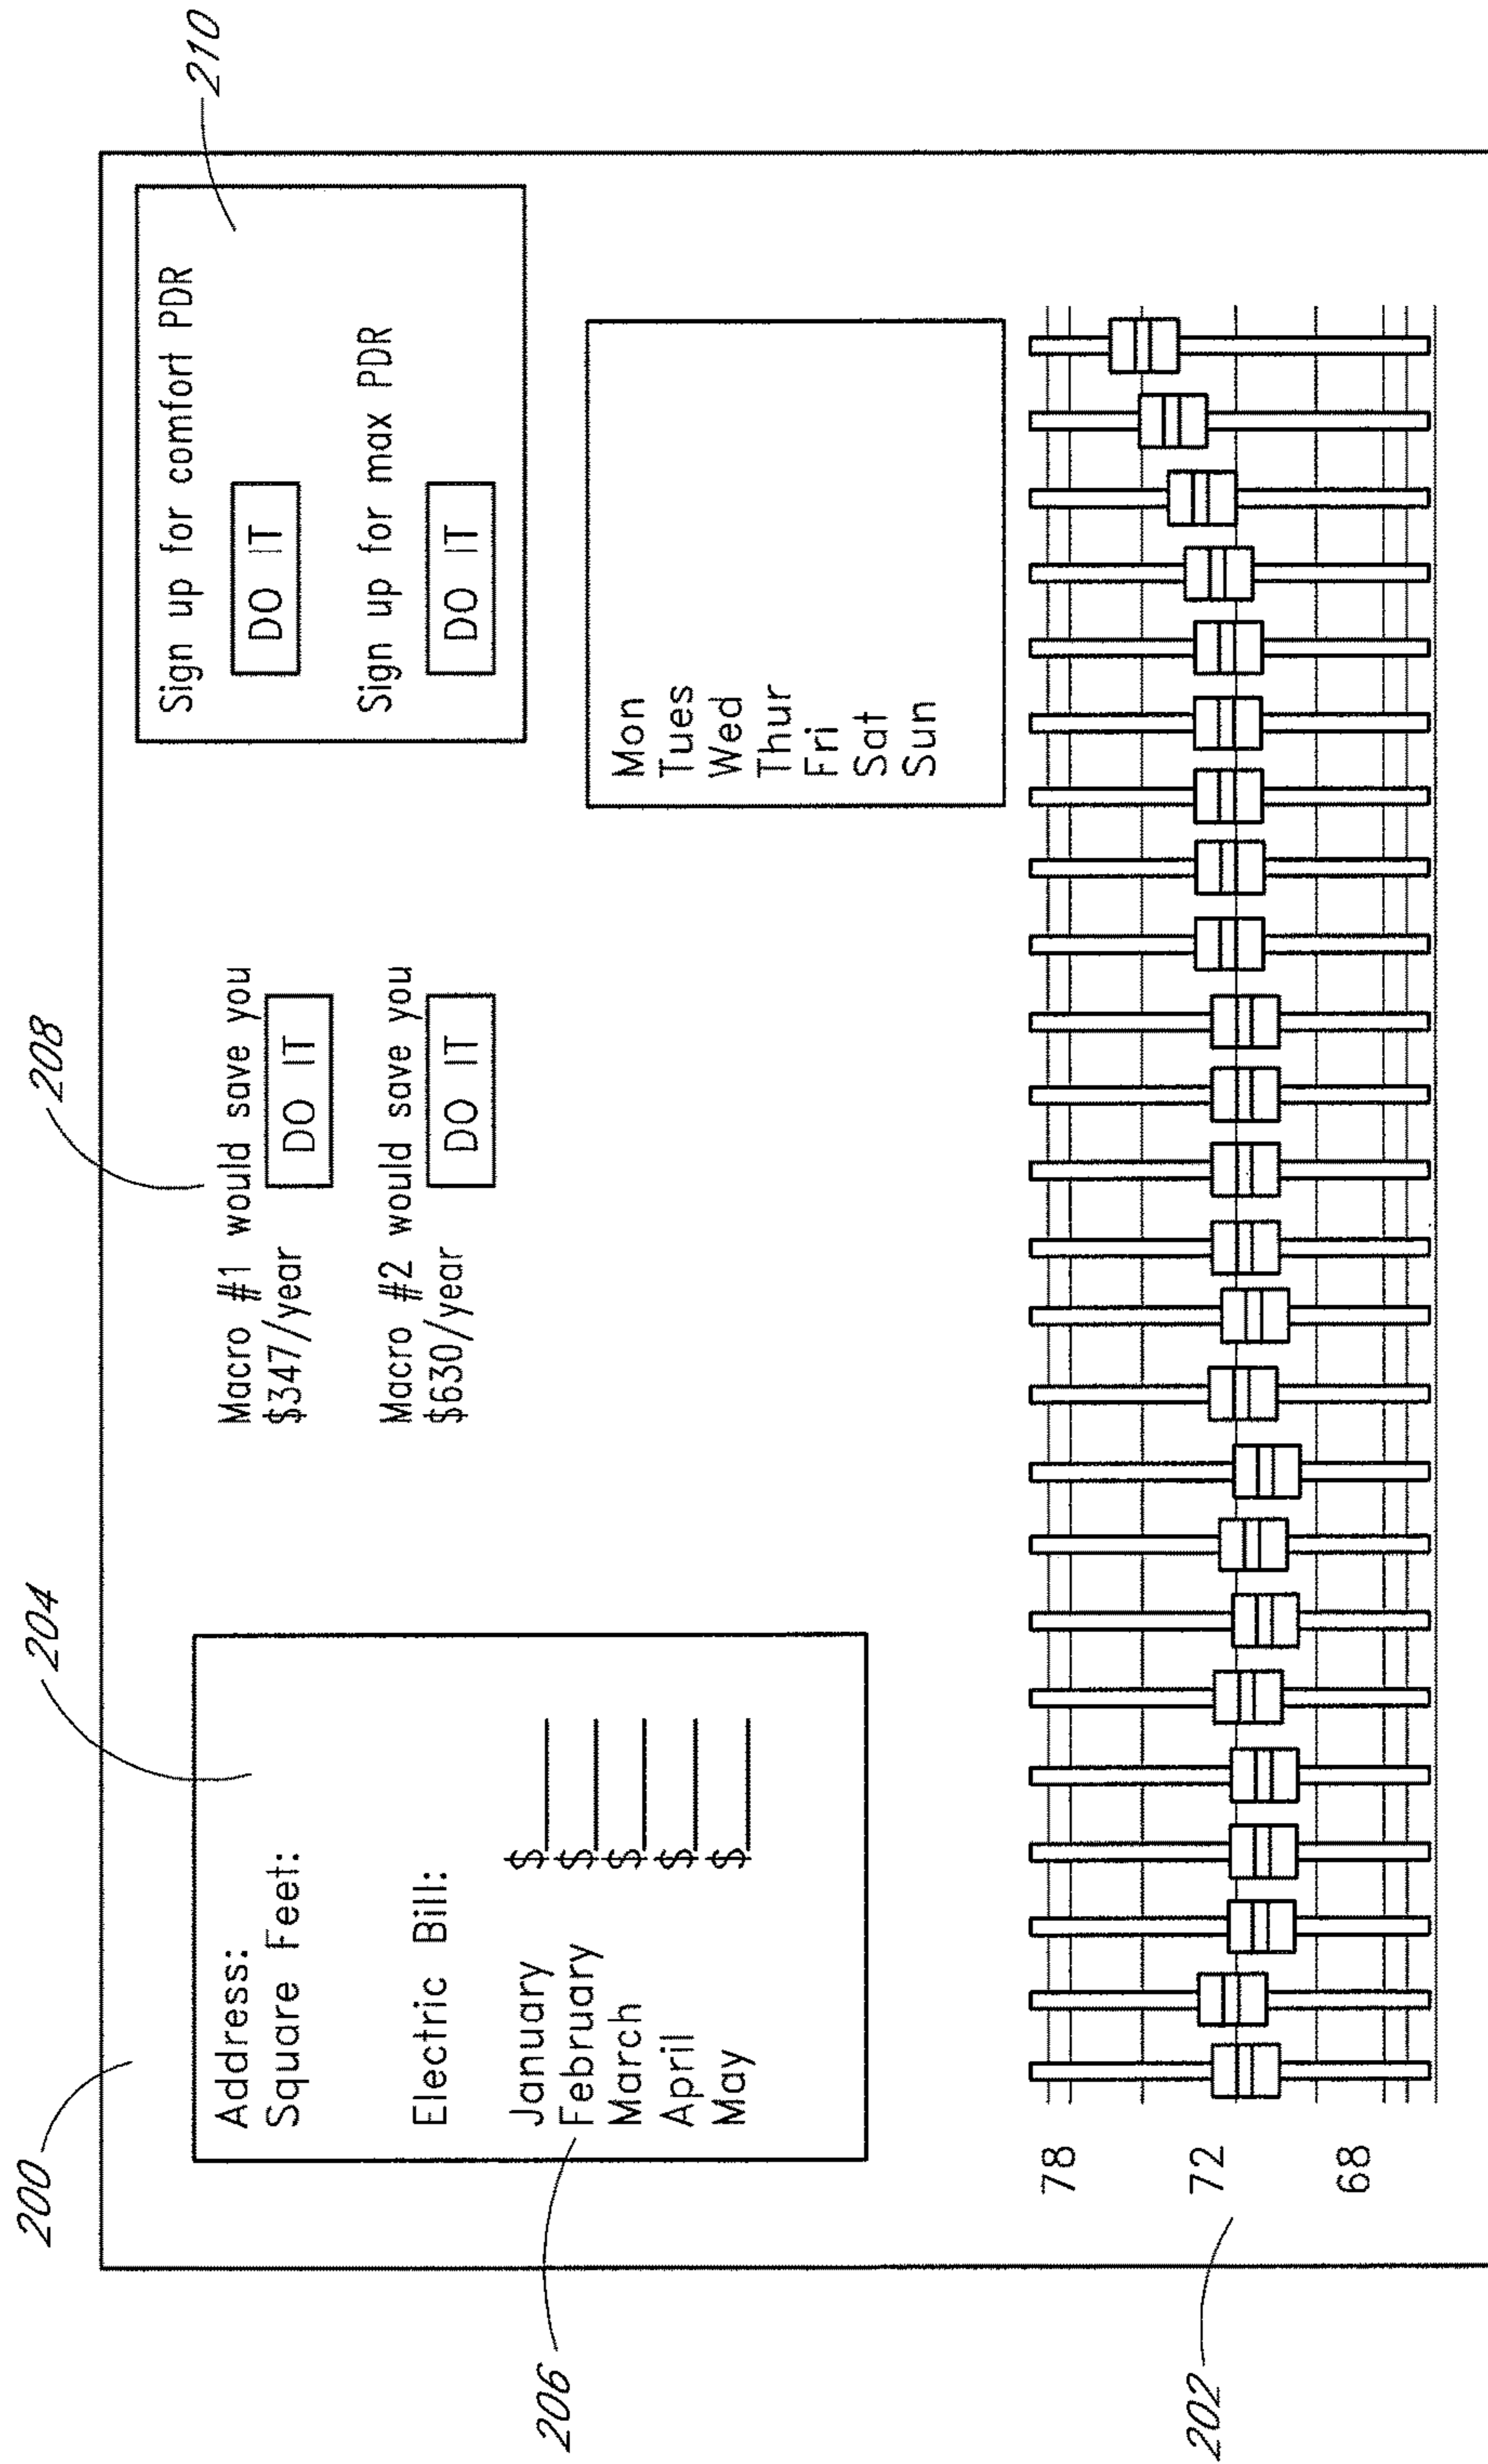 200
204
208
210
Address:
Square Feet:
Electric Bill:
January $
February $
March $
April $
May $
206
Macro #1 would save you
$347/year
DO IT
Macro #2 would save you
$630/year
DO IT
Sign up for comfort PDR
DO IT
Sign up for max PDR
DO IT
Mon
Tues
Wed
Thur
Fri
Sat
Sun
78
72
68
202